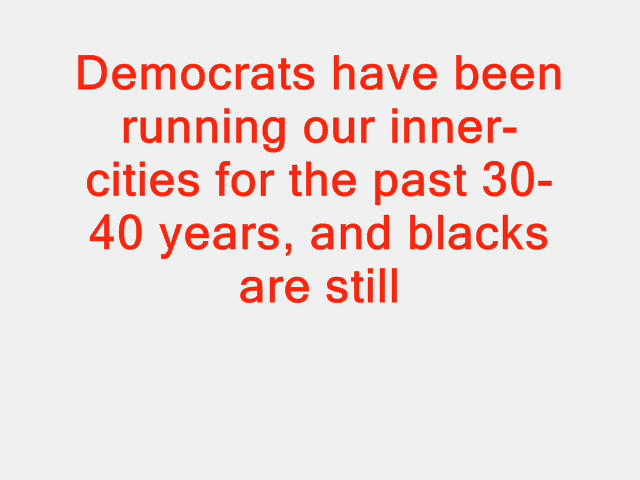 Democrats have been
running our inner-
cities for the past 30-
40 years, and blacks
are still